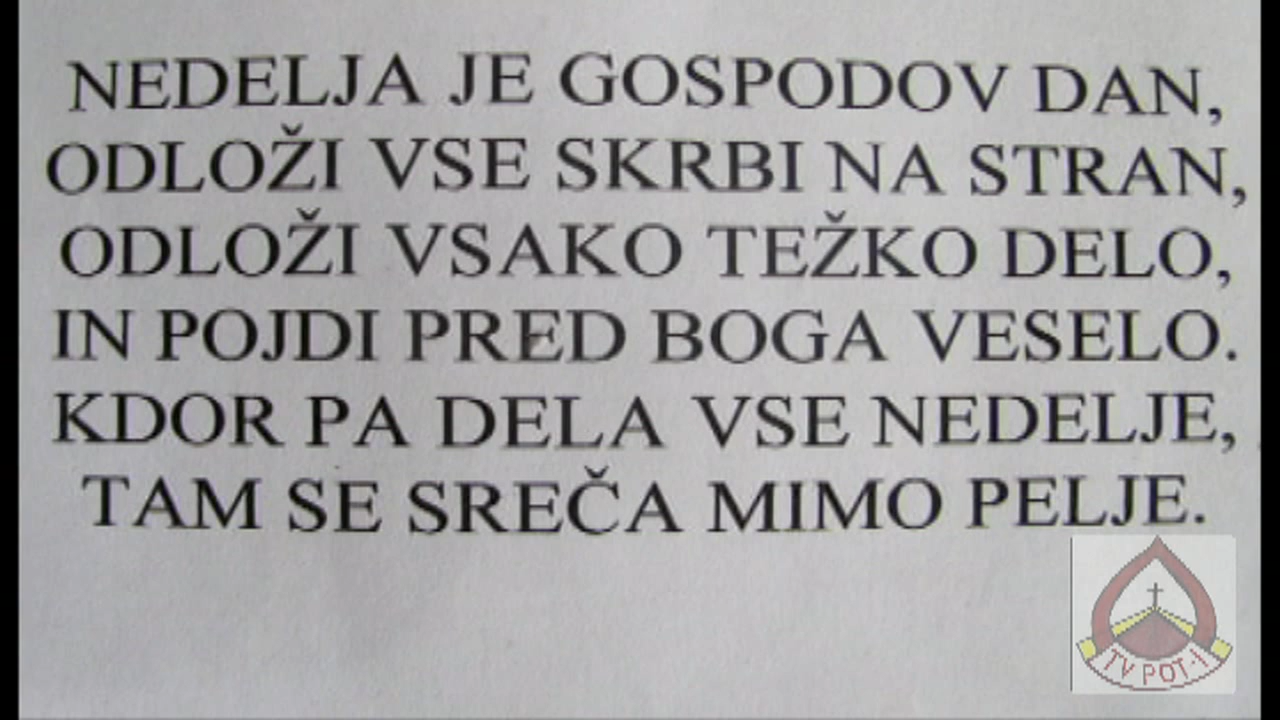 NEDELJA JE GOSPODOV DAN,
ODLOŽI VSE SKRBI NA STRAN,
ODLOŽI VSAKO TEŽKO DELO,
IN POJDI PRED BOGA VESELO.
KDOR PA DELA VSE NEDELJE,
TAM SE SREČA MIMO PELJE.
TV POT-1